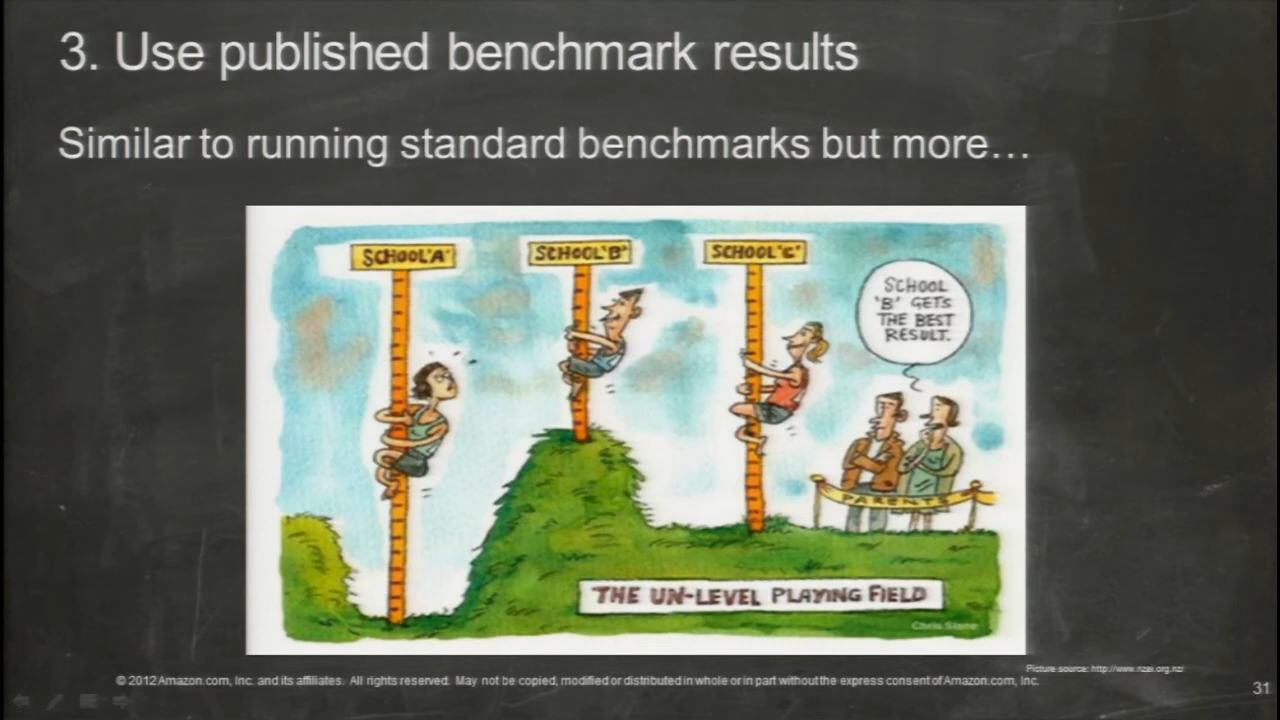 3. Use published benchmark results
Similar to running standard benchmarks but more...
SCHOOL 'A'
SCHOOL 'B'
SCHOOL 'C'
SCHOOL
'B' GETS
THE BEST
RESULT.
PARENTS
THE UN-LEVEL PLAYING FIELD
Chris Slane
Picture source: http://www.nzei.org.nz/
© 2012 Amazon.com, Inc. and its affiliates. All rights reserved. May not be copied, modified or distributed in whole or in part without the express consent of Amazon.com, Inc.
31